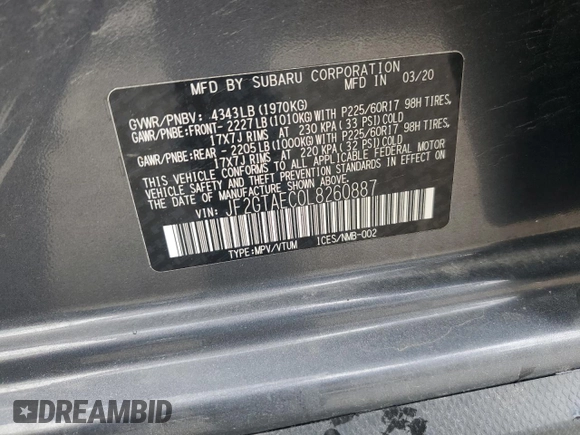 MFD BY SUBARU CORPORATION
MFD IN 03/20
GVWR/PNBV: 4343LB(1970KG)
GAWR/PNBE:FRONT- 2227LB(1010KG)WITH P225/60R17 98H TIRES,
17X7J RIMS AT 230 KPA(33 PSI)COLD
GAWR/PNBE:REAR - 2205LB(1000KG)WITH P225/60R17 98H TIRES,
17X7J RIMS AT 220 KPA(32 PSI)COLD
THIS VEHICLE CONFORMS TO ALL APPLICABLE FEDERAL MOTOR
VEHICLE SAFETY STANDARDS IN EFFECT ON
THE DATE OF MANUFACTURE SHOWN ABOVE.
VIN: JF2GTAEC0L8260887
TYPE:MPV/VTUM ICES/NMB-002
DREAMBID